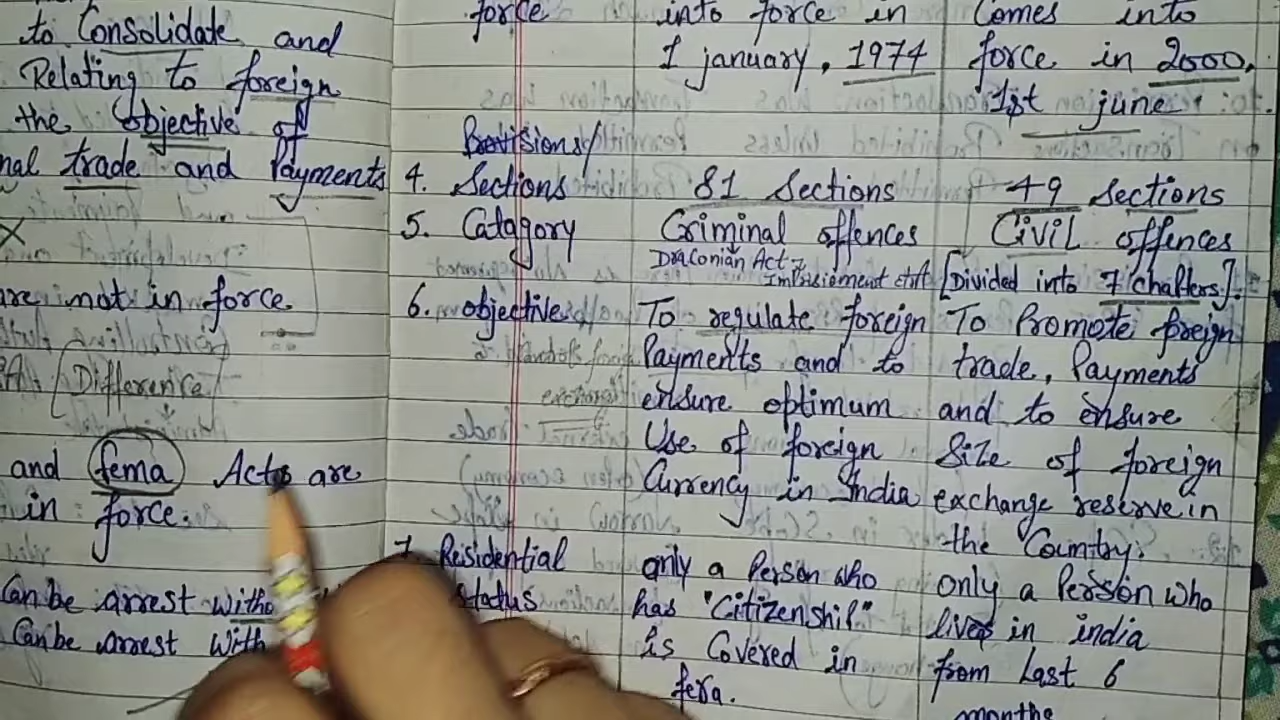 to Consolidate and
Relating to foreign
the objective of
nal trade and Payments
are not in force
Difference
and fema Acts are
in force.
Can be arrest witho
Can be arrest with
force into force in Comes into
1 january, 1974 force in 2000,
1st june
Provisions/
4. Sections 81 Sections 49 Sections
5. Catagory Criminal offences Civil offences
Draconian Act [Divided into 7 chapters].
6. objective To regulate foreign To Promote foreign
Payments and to trade, Payments
ensure optimum and to ensure
Use of foreign Size of foreign
Currency in India exchange reserve in
the Country.
7. Residential only a Person who only a Person who
status has "Citizenship" lives in india
is Covered in from Last 6
fera. months